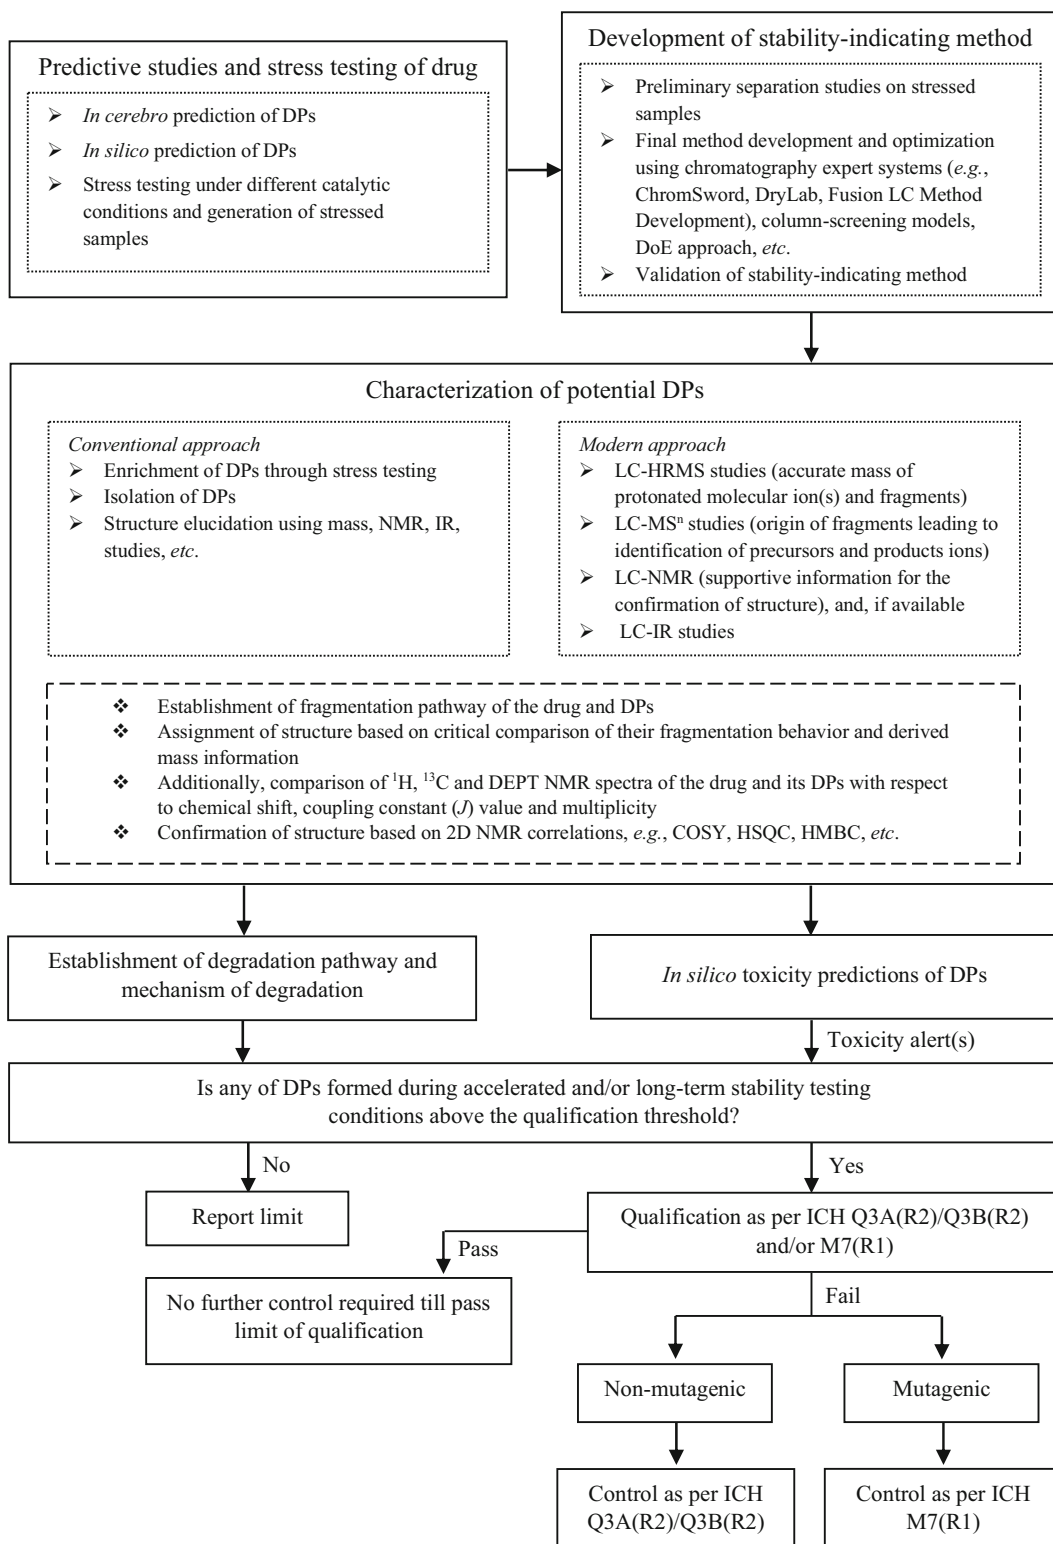 Predictive studies and stress testing of drug
➢ In cerebro prediction of DPs
➢ In silico prediction of DPs
➢ Stress testing under different catalytic
conditions and generation of stressed
samples
Development of stability-indicating method
➢ Preliminary separation studies on stressed
samples
➢ Final method development and optimization
using chromatography expert systems (e.g.,
ChromSword, DryLab, Fusion LC Method
Development), column-screening models,
DoE approach, etc.
➢ Validation of stability-indicating method
Characterization of potential DPs
Conventional approach
➢ Enrichment of DPs through stress testing
➢ Isolation of DPs
➢ Structure elucidation using mass, NMR, IR,
studies, etc.
Modern approach
➢ LC-HRMS studies (accurate mass of
protonated molecular ion(s) and fragments)
➢ LC-MSⁿ studies (origin of fragments leading to
identification of precursors and products ions)
➢ LC-NMR (supportive information for the
confirmation of structure), and, if available
➢ LC-IR studies
❖ Establishment of fragmentation pathway of the drug and DPs
❖ Assignment of structure based on critical comparison of their fragmentation behavior and derived
mass information
❖ Additionally, comparison of ¹H, ¹³C and DEPT NMR spectra of the drug and its DPs with respect
to chemical shift, coupling constant (J) value and multiplicity
❖ Confirmation of structure based on 2D NMR correlations, e.g., COSY, HSQC, HMBC, etc.
Establishment of degradation pathway and
mechanism of degradation
In silico toxicity predictions of DPs
Toxicity alert(s)
Is any of DPs formed during accelerated and/or long-term stability testing
conditions above the qualification threshold?
No
Yes
Report limit
Qualification as per ICH Q3A(R2)/Q3B(R2)
and/or M7(R1)
Pass
Fail
No further control required till pass
limit of qualification
Non-mutagenic
Mutagenic
Control as per ICH
Q3A(R2)/Q3B(R2)
Control as per ICH
M7(R1)